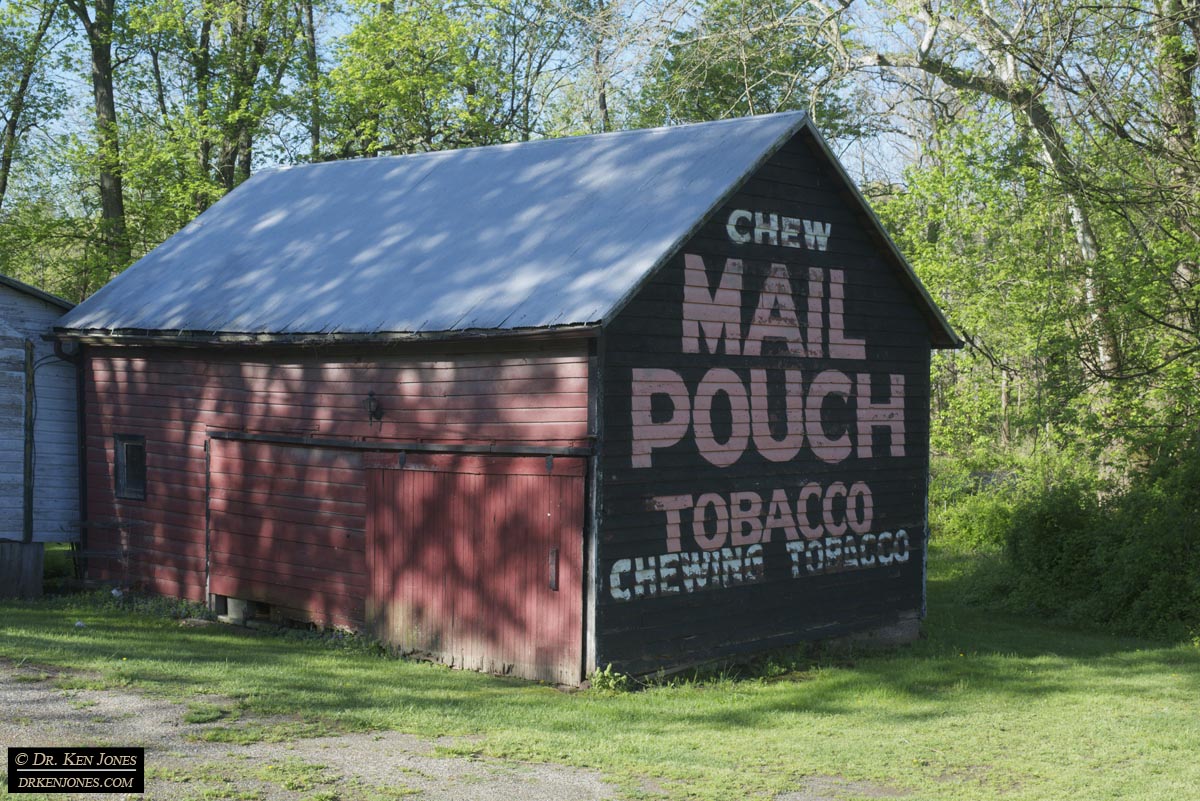 CHEW
MAIL
POUCH
TOBACCO
CHEWING TOBACCO
© DR. KEN JONES
DRKENJONES.COM